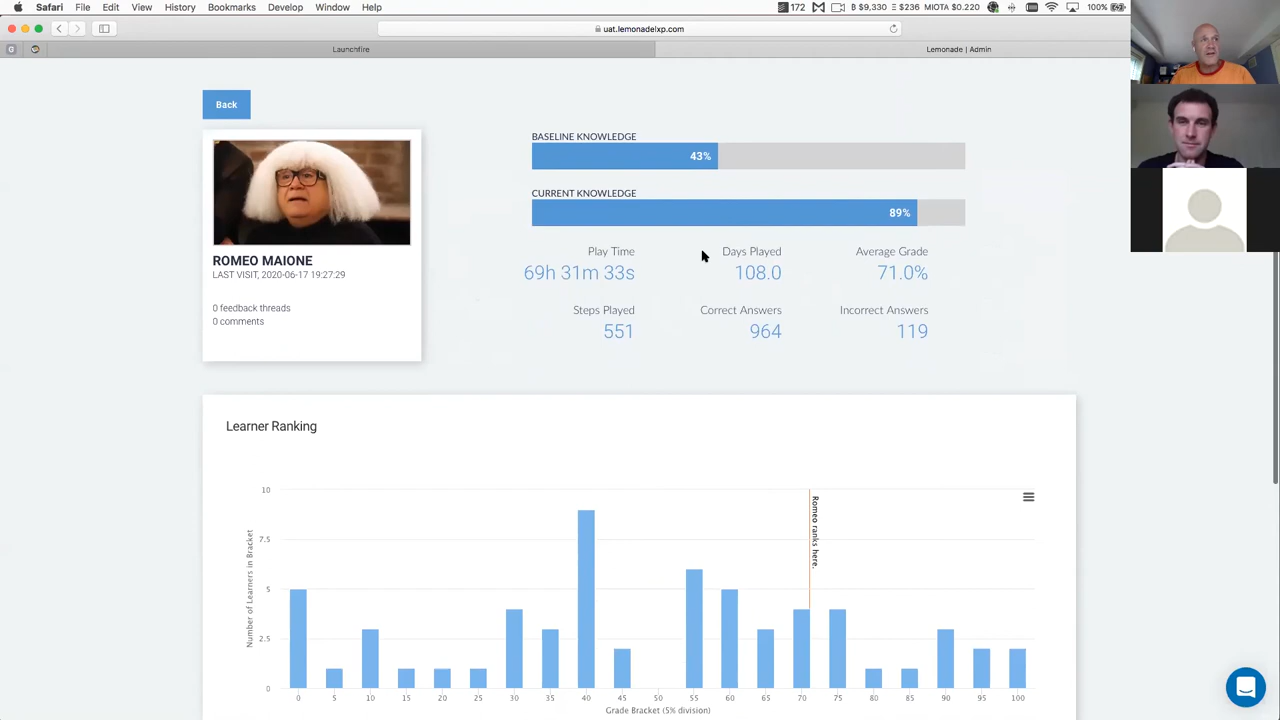 Safari File Edit View History Bookmarks Develop Window Help
172 ₿ $9,330 Ξ $236 MIOTA $0.220 100%
uat.lemonadelxp.com
Launchfire
Lemonade | Admin
Back
ROMEO MAIONE
LAST VISIT, 2020-06-17 19:27:29
0 feedback threads
0 comments
BASELINE KNOWLEDGE
43%
CURRENT KNOWLEDGE
89%
Play Time Days Played Average Grade
69h 31m 33s 108.0 71.0%
Steps Played Correct Answers Incorrect Answers
551 964 119
Learner Ranking
Number of Learners in Bracket
10
7.5
5
2.5
0
Romeo ranks here.
0 5 10 15 20 25 30 35 40 45 50 55 60 65 70 75 80 85 90 95 100
Grade Bracket (5% division)